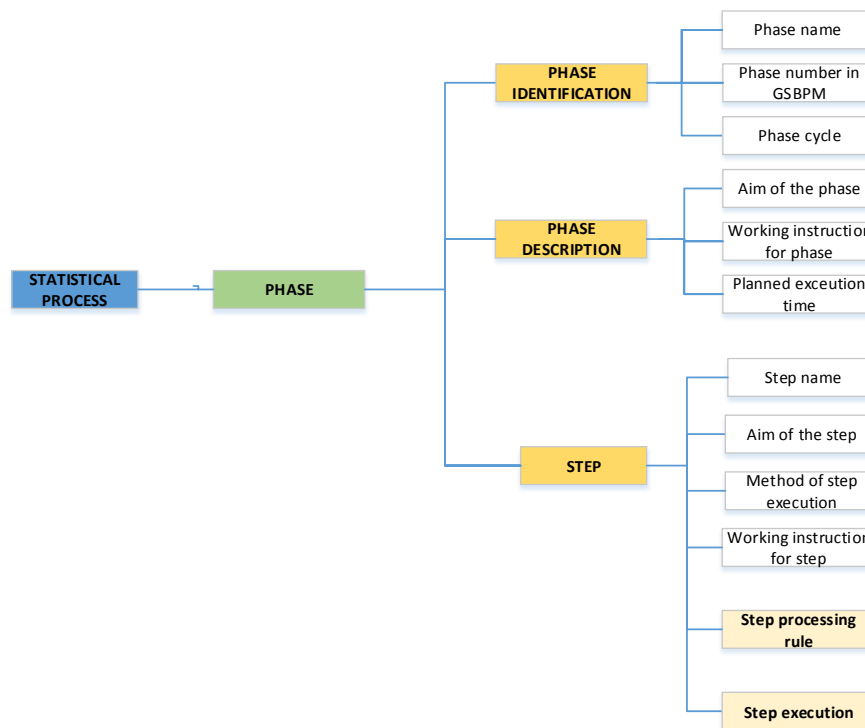 Phase name
PHASE
IDENTIFICATION
Phase number in
GSBPM
Phase cycle
Aim of the phase
PHASE
DESCRIPTION
Working instruction
for phase
STATISTICAL
PROCESS
PHASE
Planned exceution
time
Step name
Aim of the step
STEP
Method of step
execution
Working instruction
for step
Step processing
rule
Step execution